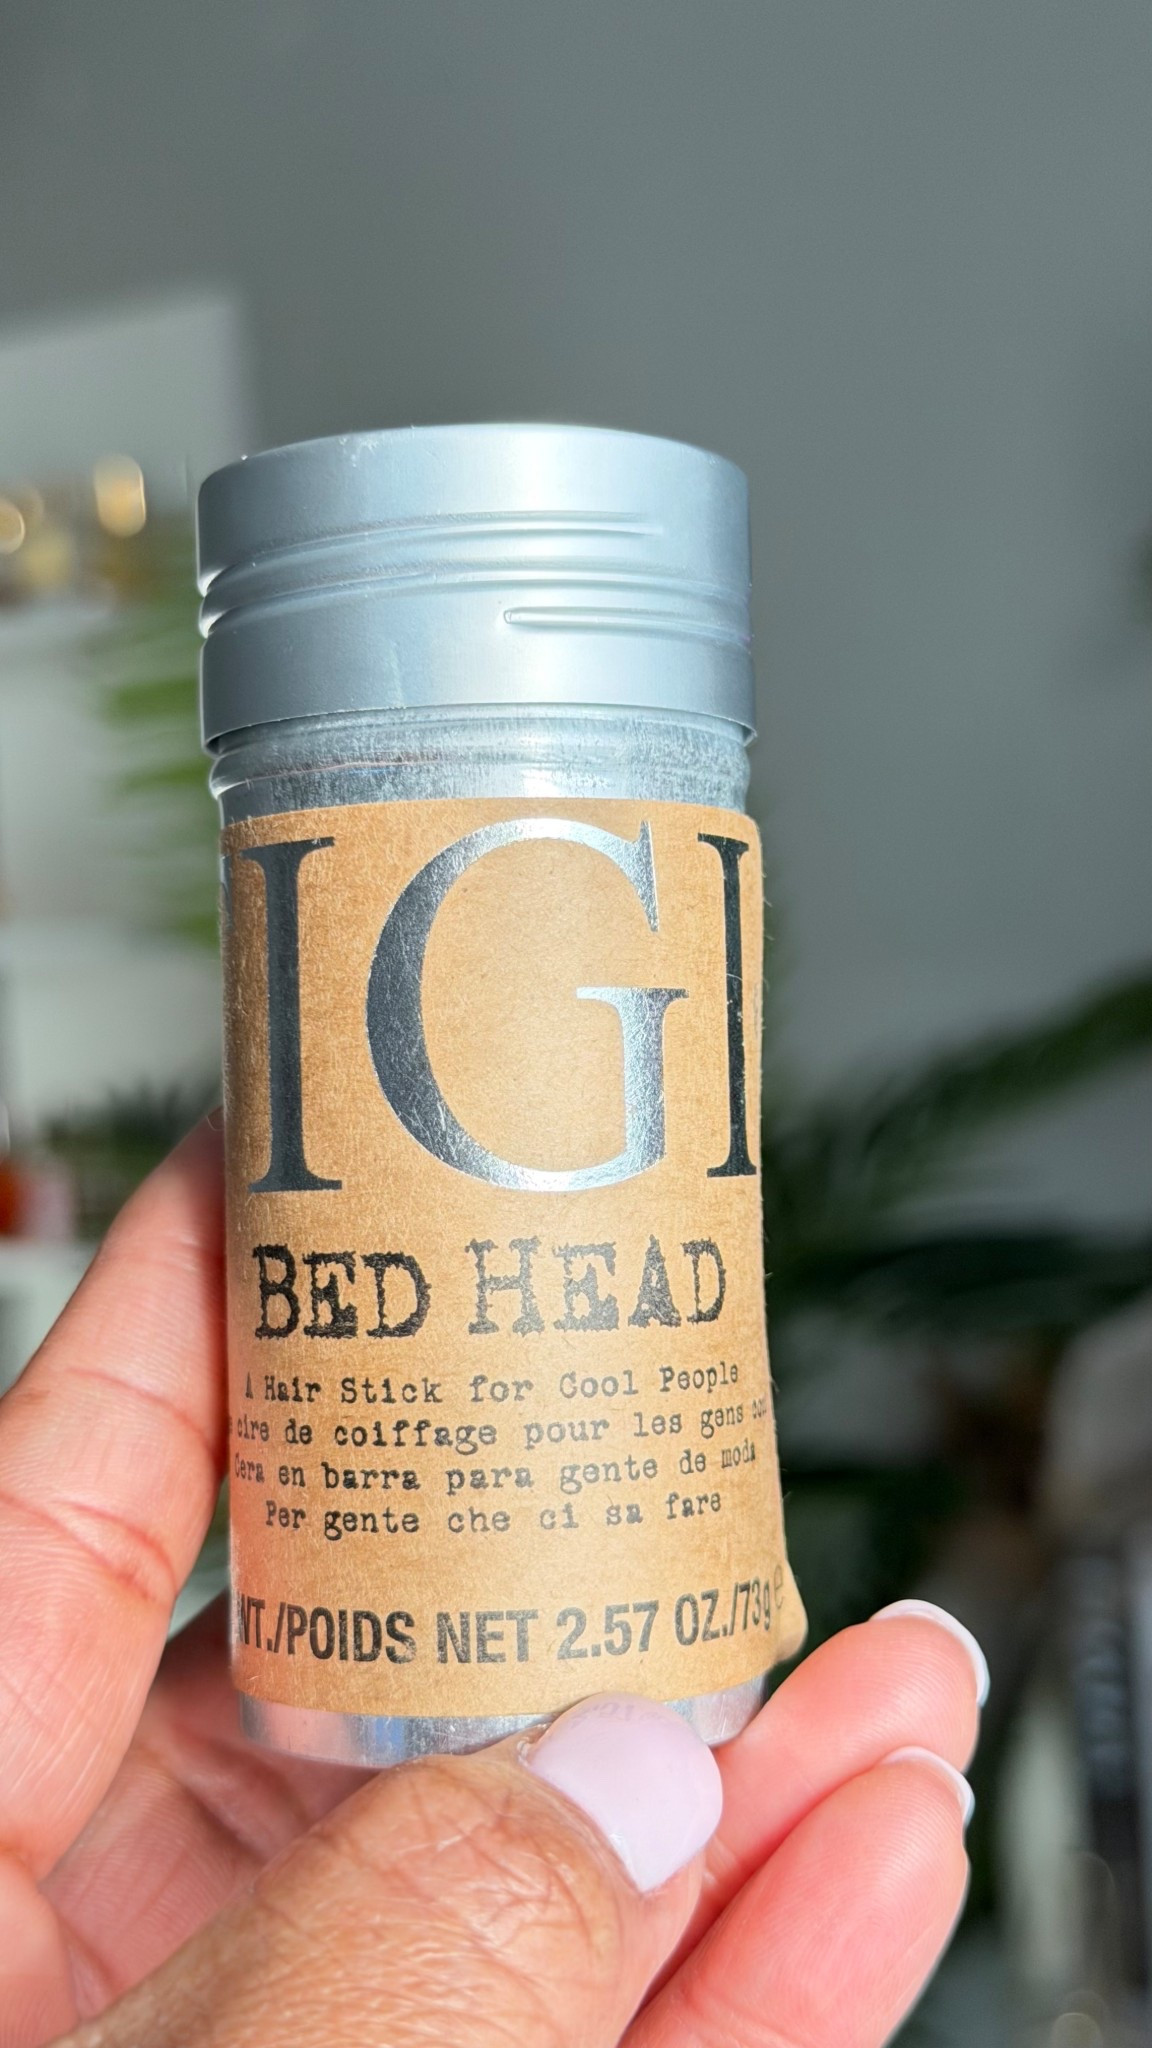 IGI
BED HEAD
A Hair Stick for Cool People
cire de coiffage pour les gens
Cera en barra para gente de moda
Per gente che ci sa fare
WT./POIDS NET 2.57 OZ./73g e